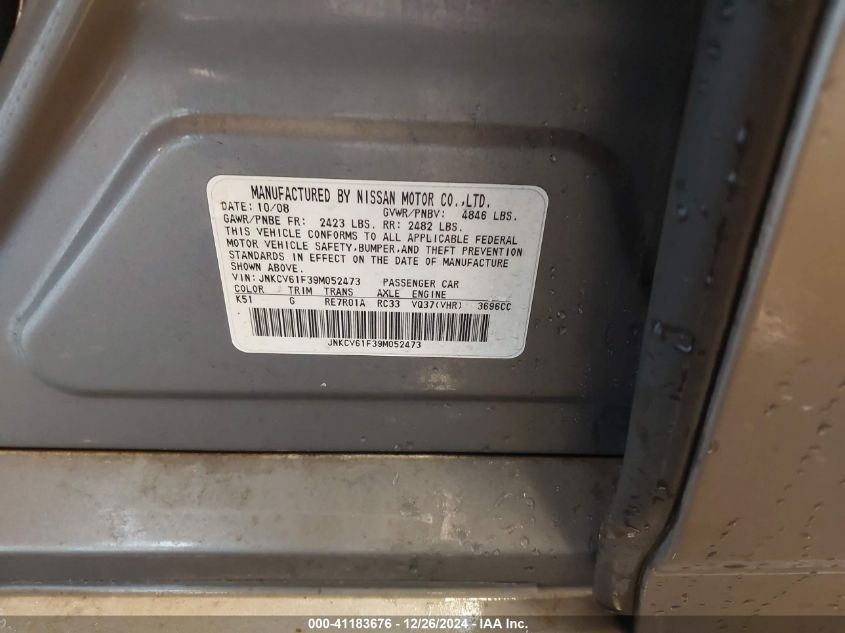 MANUFACTURED BY NISSAN MOTOR CO.,LTD.
DATE: 10/08 GVWR/PNBV: 4846 LBS.
GAWR/PNBE FR: 2423 LBS. RR: 2482 LBS.
THIS VEHICLE CONFORMS TO ALL APPLICABLE FEDERAL
MOTOR VEHICLE SAFETY,BUMPER,AND THEFT PREVENTION
STANDARDS IN EFFECT ON THE DATE OF MANUFACTURE
SHOWN ABOVE.
VIN: JNKCV61F39M052473 PASSENGER CAR
COLOR TRIM TRANS AXLE ENGINE
K51 G RE7R01A RC33 VQ37(VHR) 3696CC
JNKCV61F39M052473
000-41183676 - 12/26/2024 - IAA Inc.